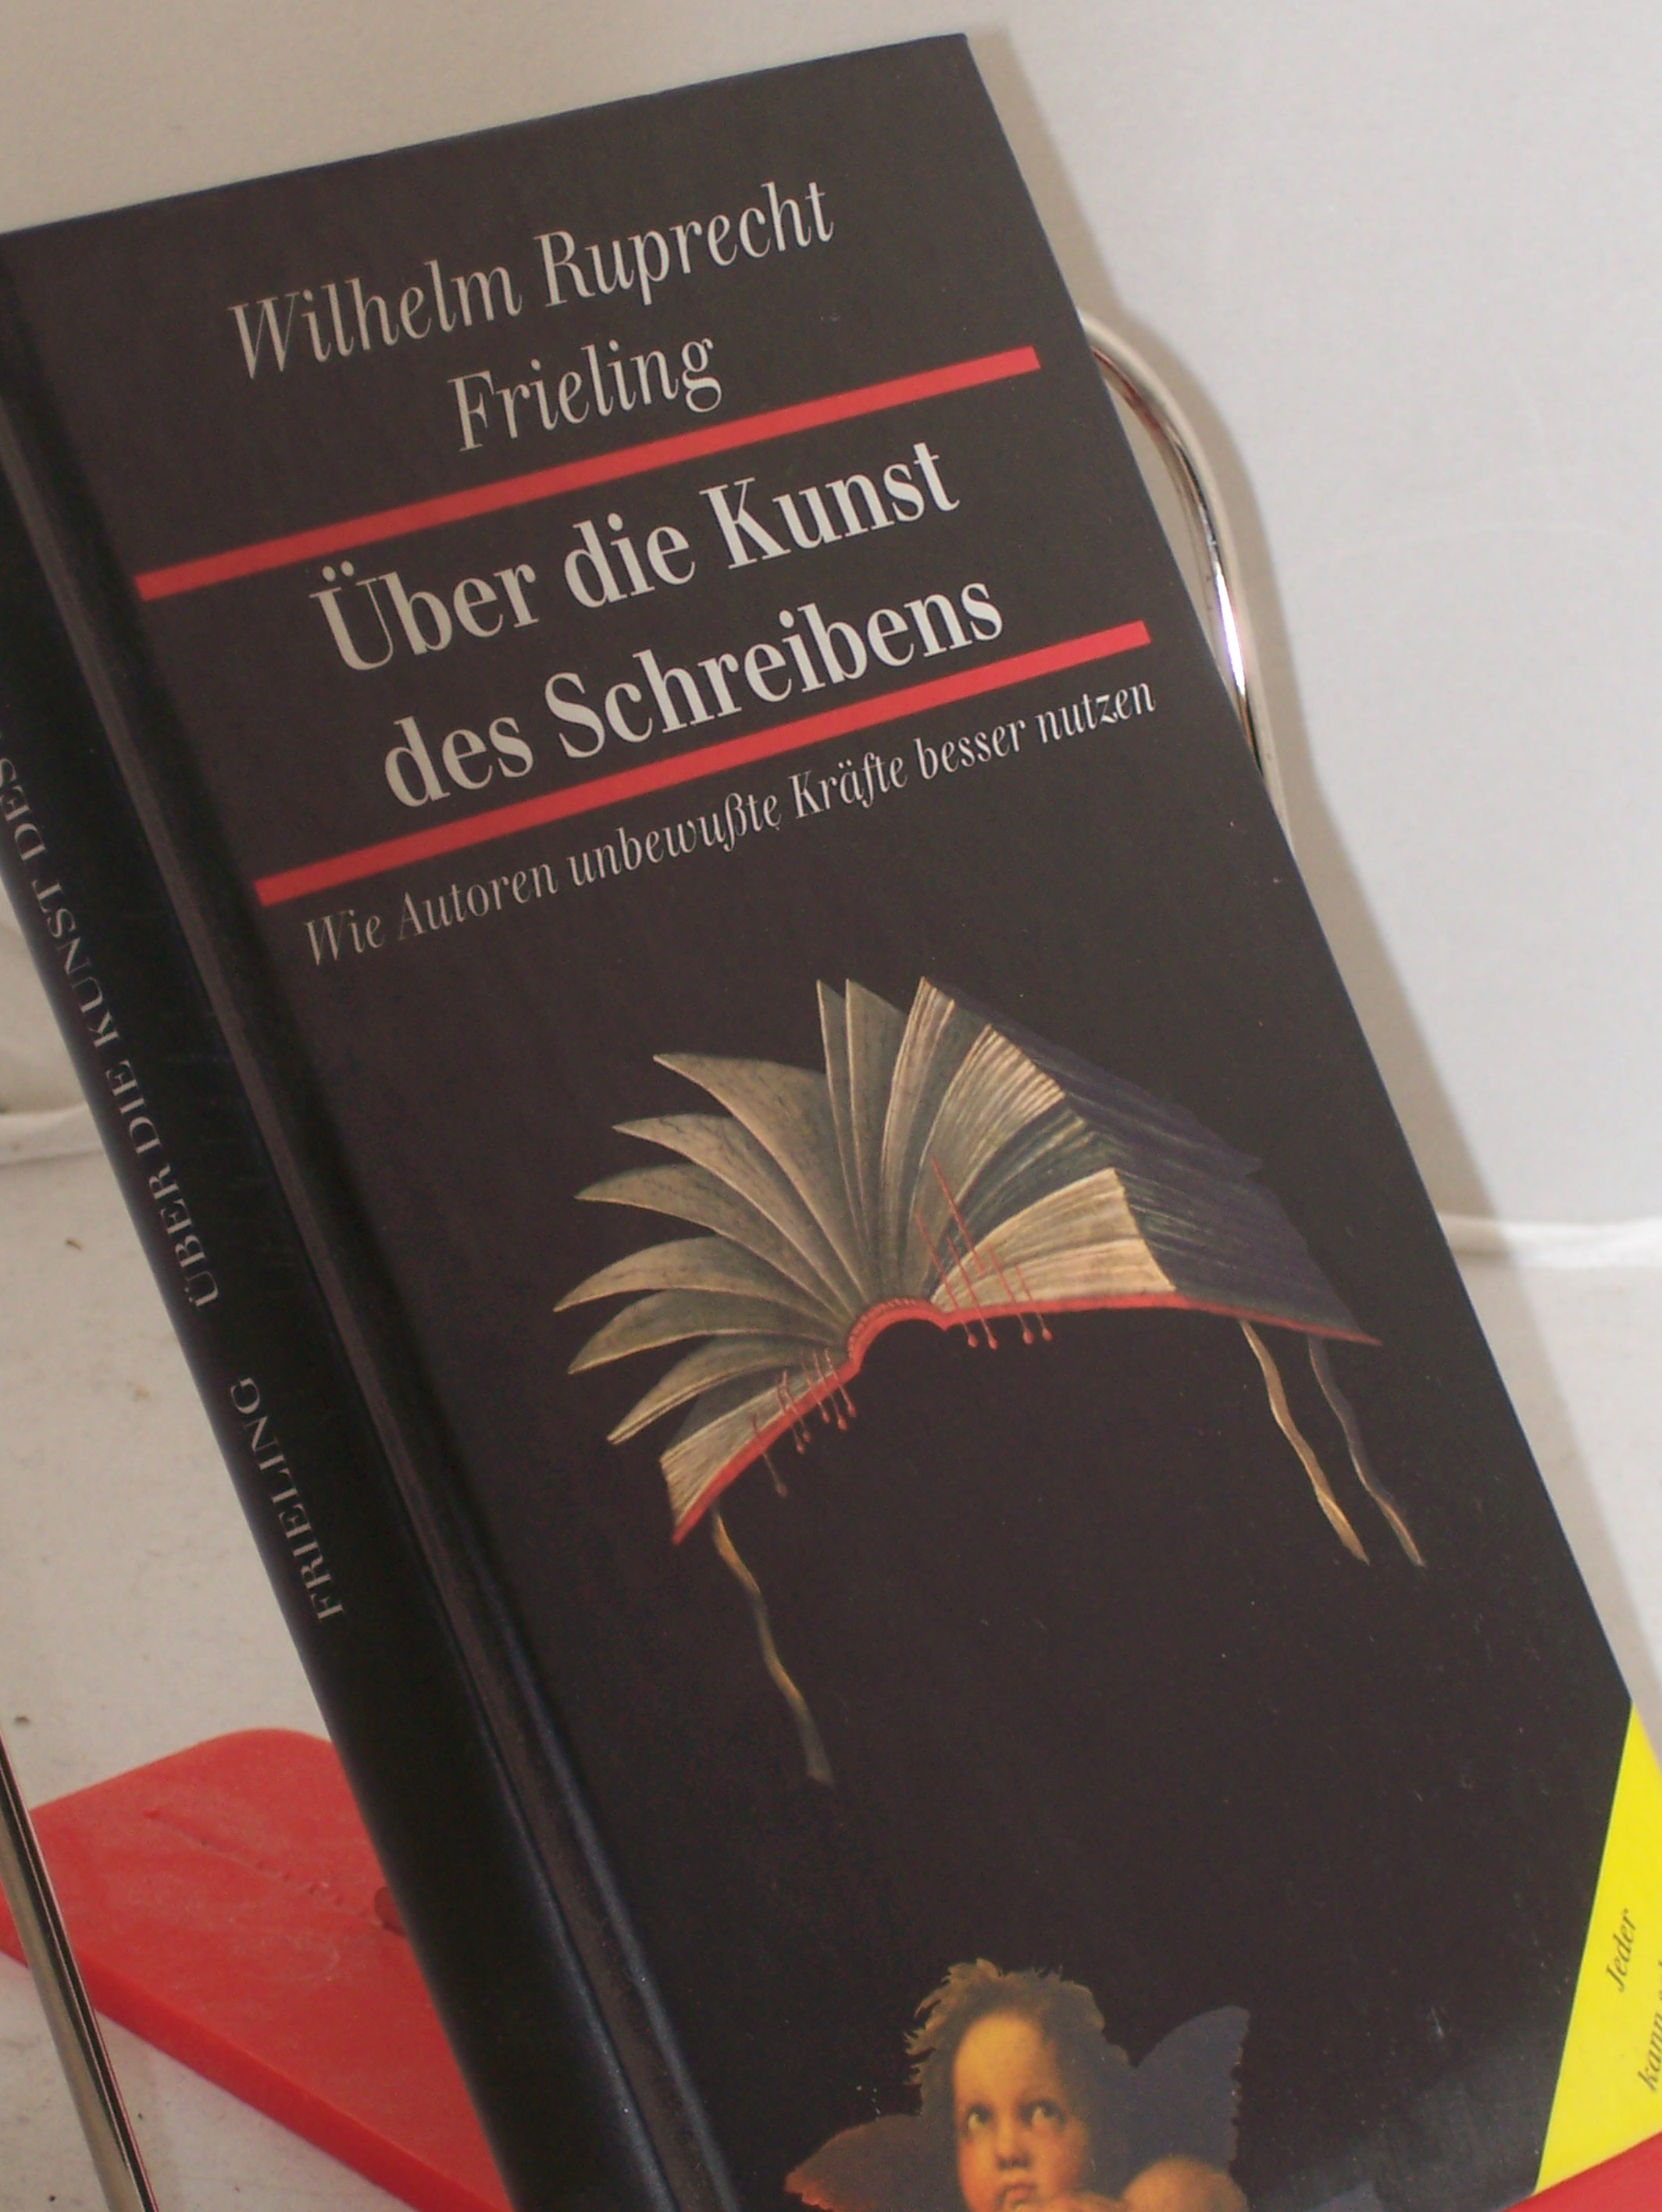 Wilhelm Ruprecht
Frieling
Über die Kunst
des Schreibens
Wie Autoren unbewußte Kräfte besser nutzen
FRIELING ÜBER DIE KUNST DES
Jeder
kann